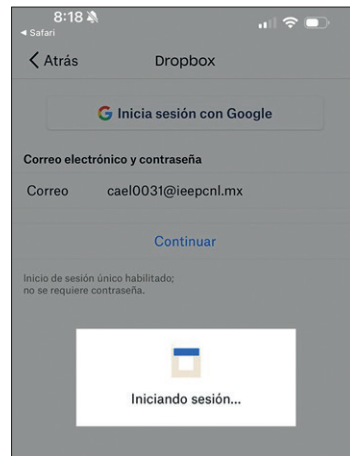 8:18
◀ Safari
Atrás
Dropbox
Inicia sesión con Google
Correo electrónico y contraseña
Correo cael0031@ieepcnl.mx
Continuar
Inicio de sesión único habilitado;
no se requiere contraseña.
Iniciando sesión...